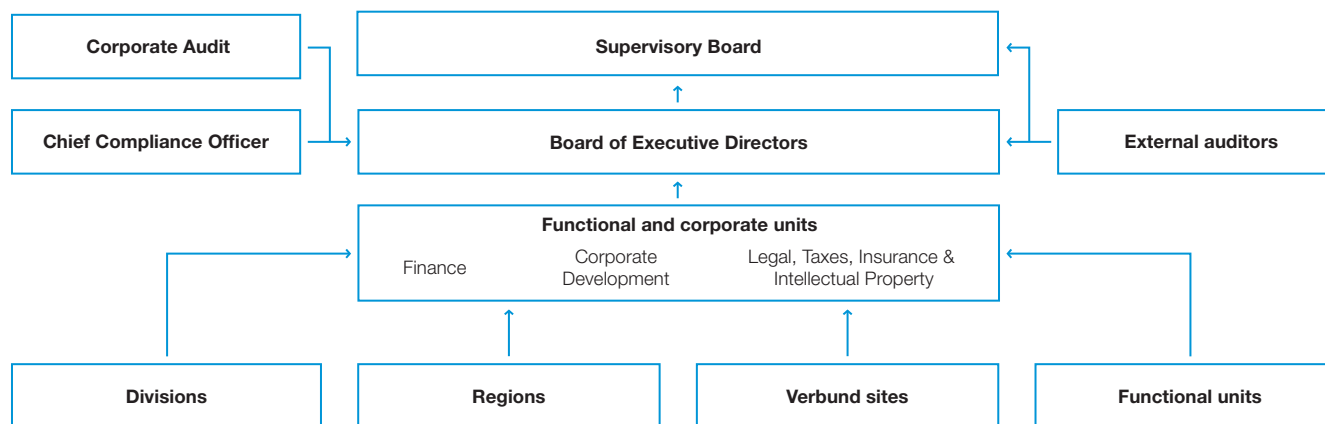 Corporate Audit
Supervisory Board
Chief Compliance Officer
Board of Executive Directors
External auditors
Functional and corporate units
Finance
Corporate
Development
Legal, Taxes, Insurance &
Intellectual Property
Divisions
Regions
Verbund sites
Functional units